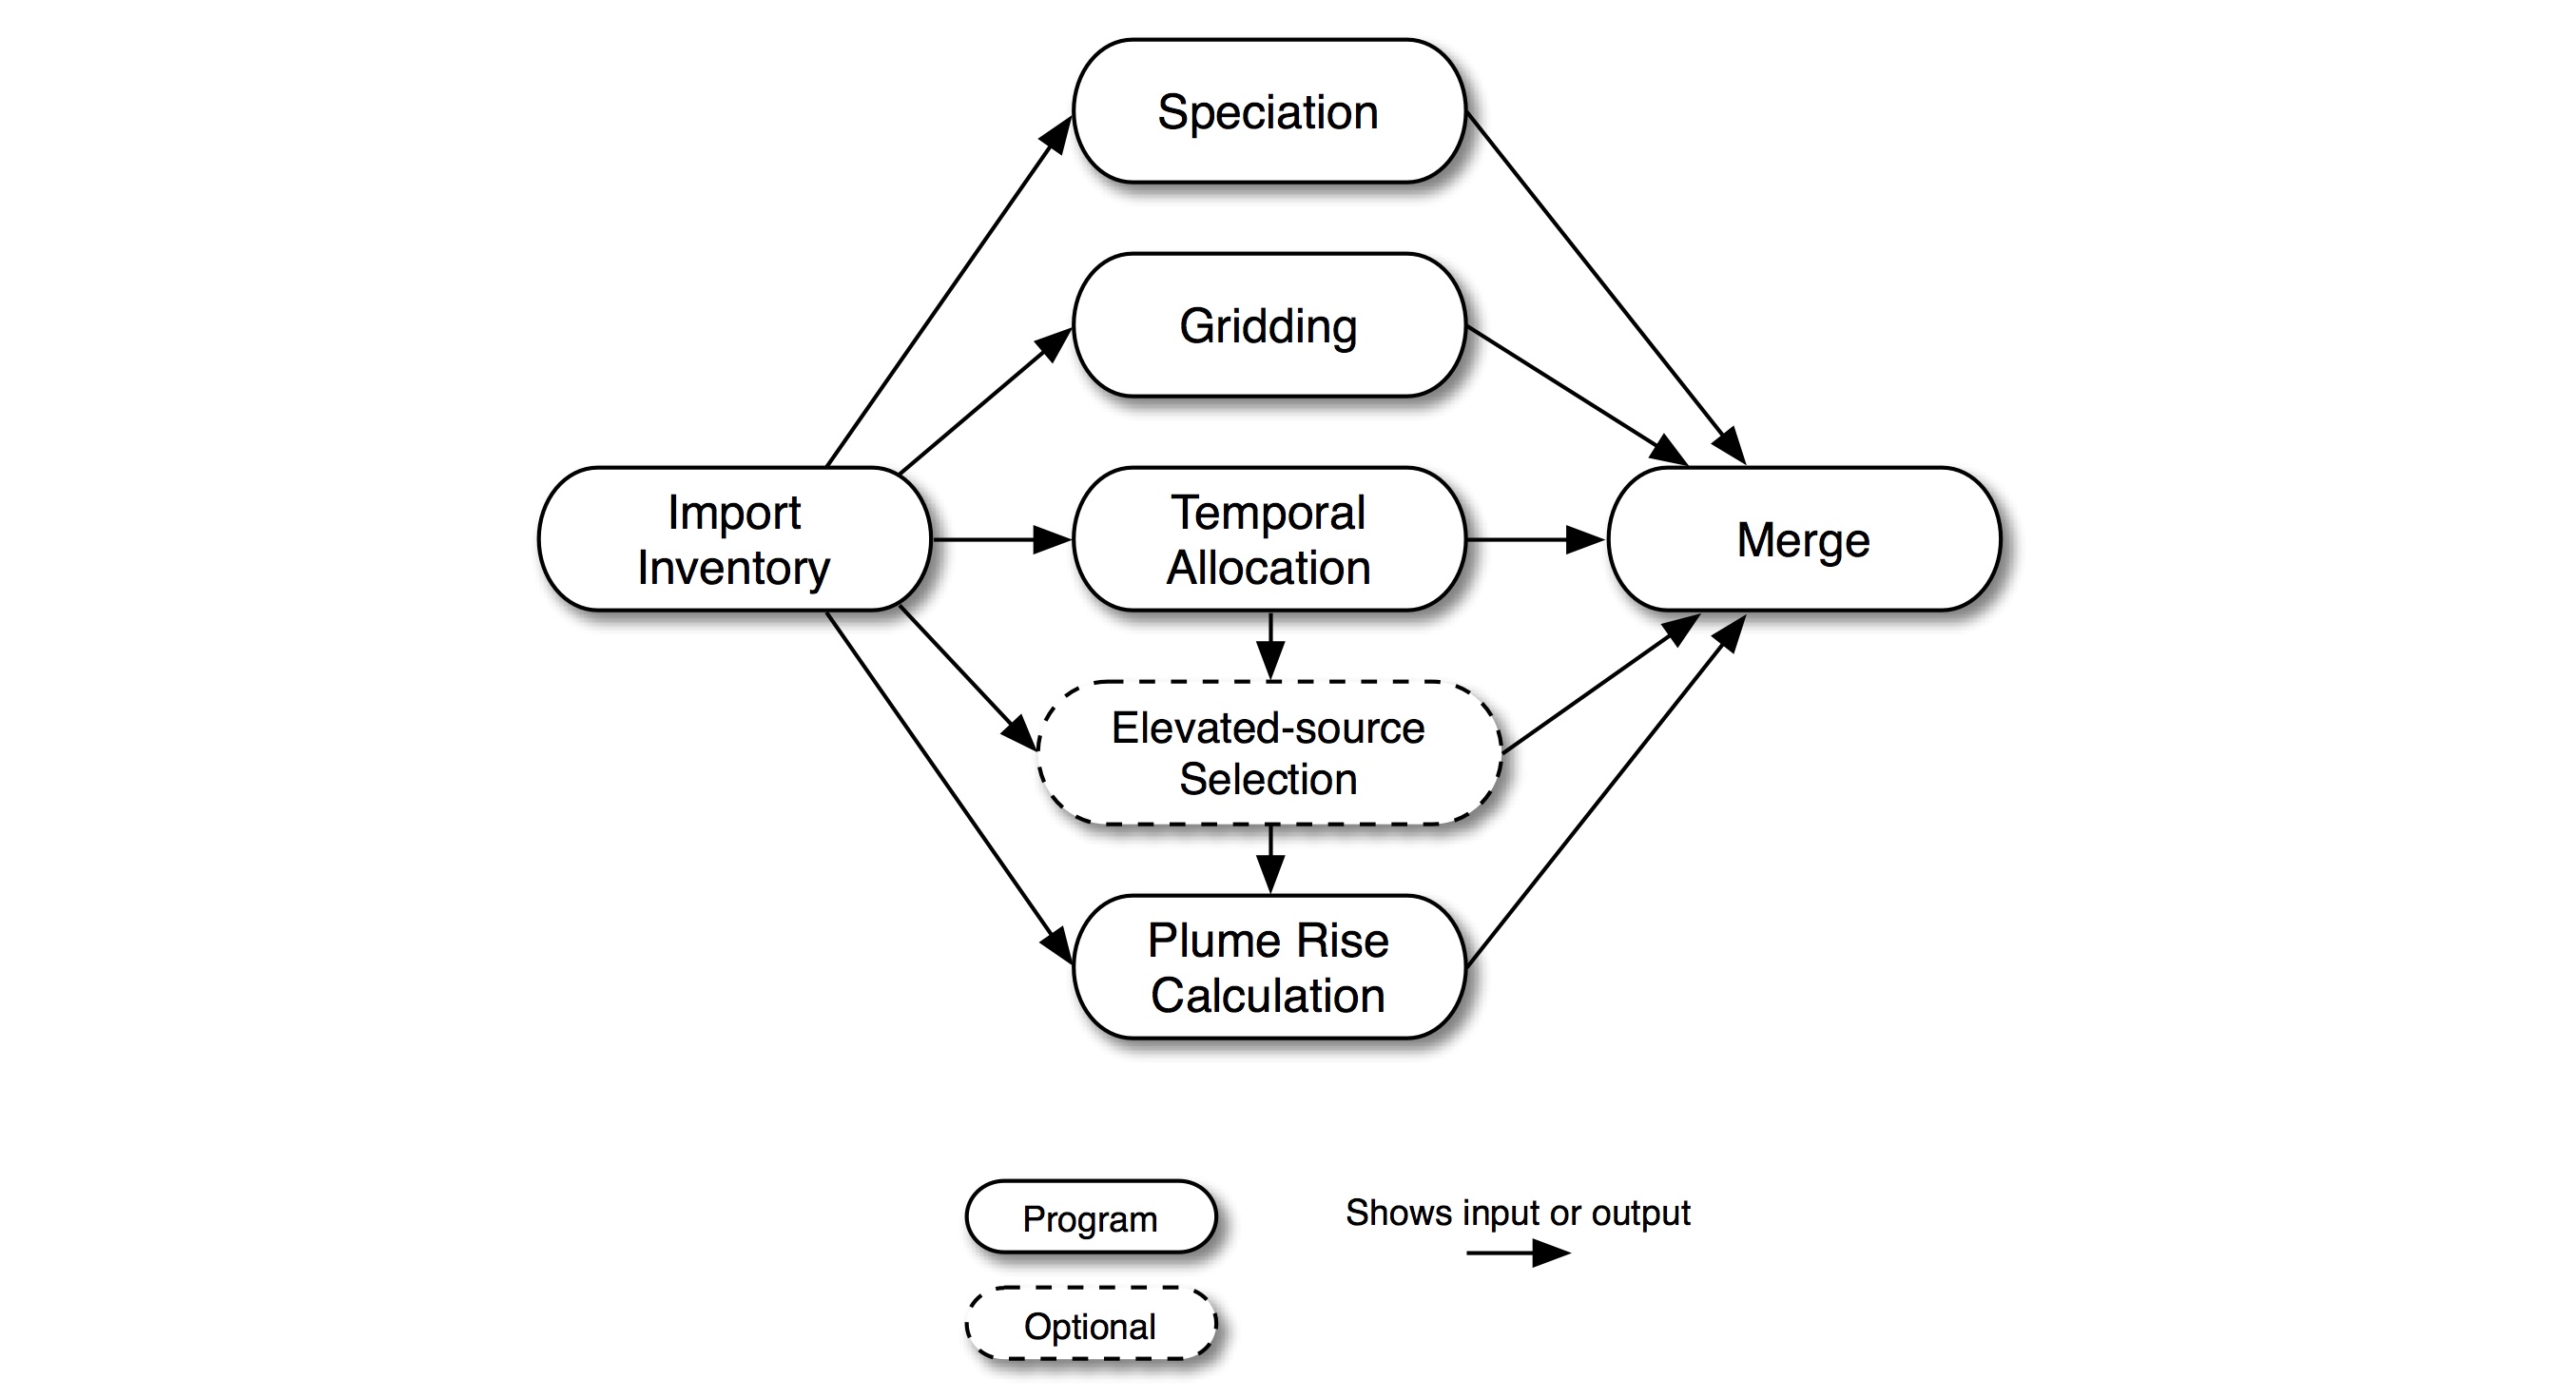 Speciation
Gridding
Import
Inventory
Temporal
Allocation
Merge
Elevated-source
Selection
Plume Rise
Calculation
Program
Shows input or output
Optional